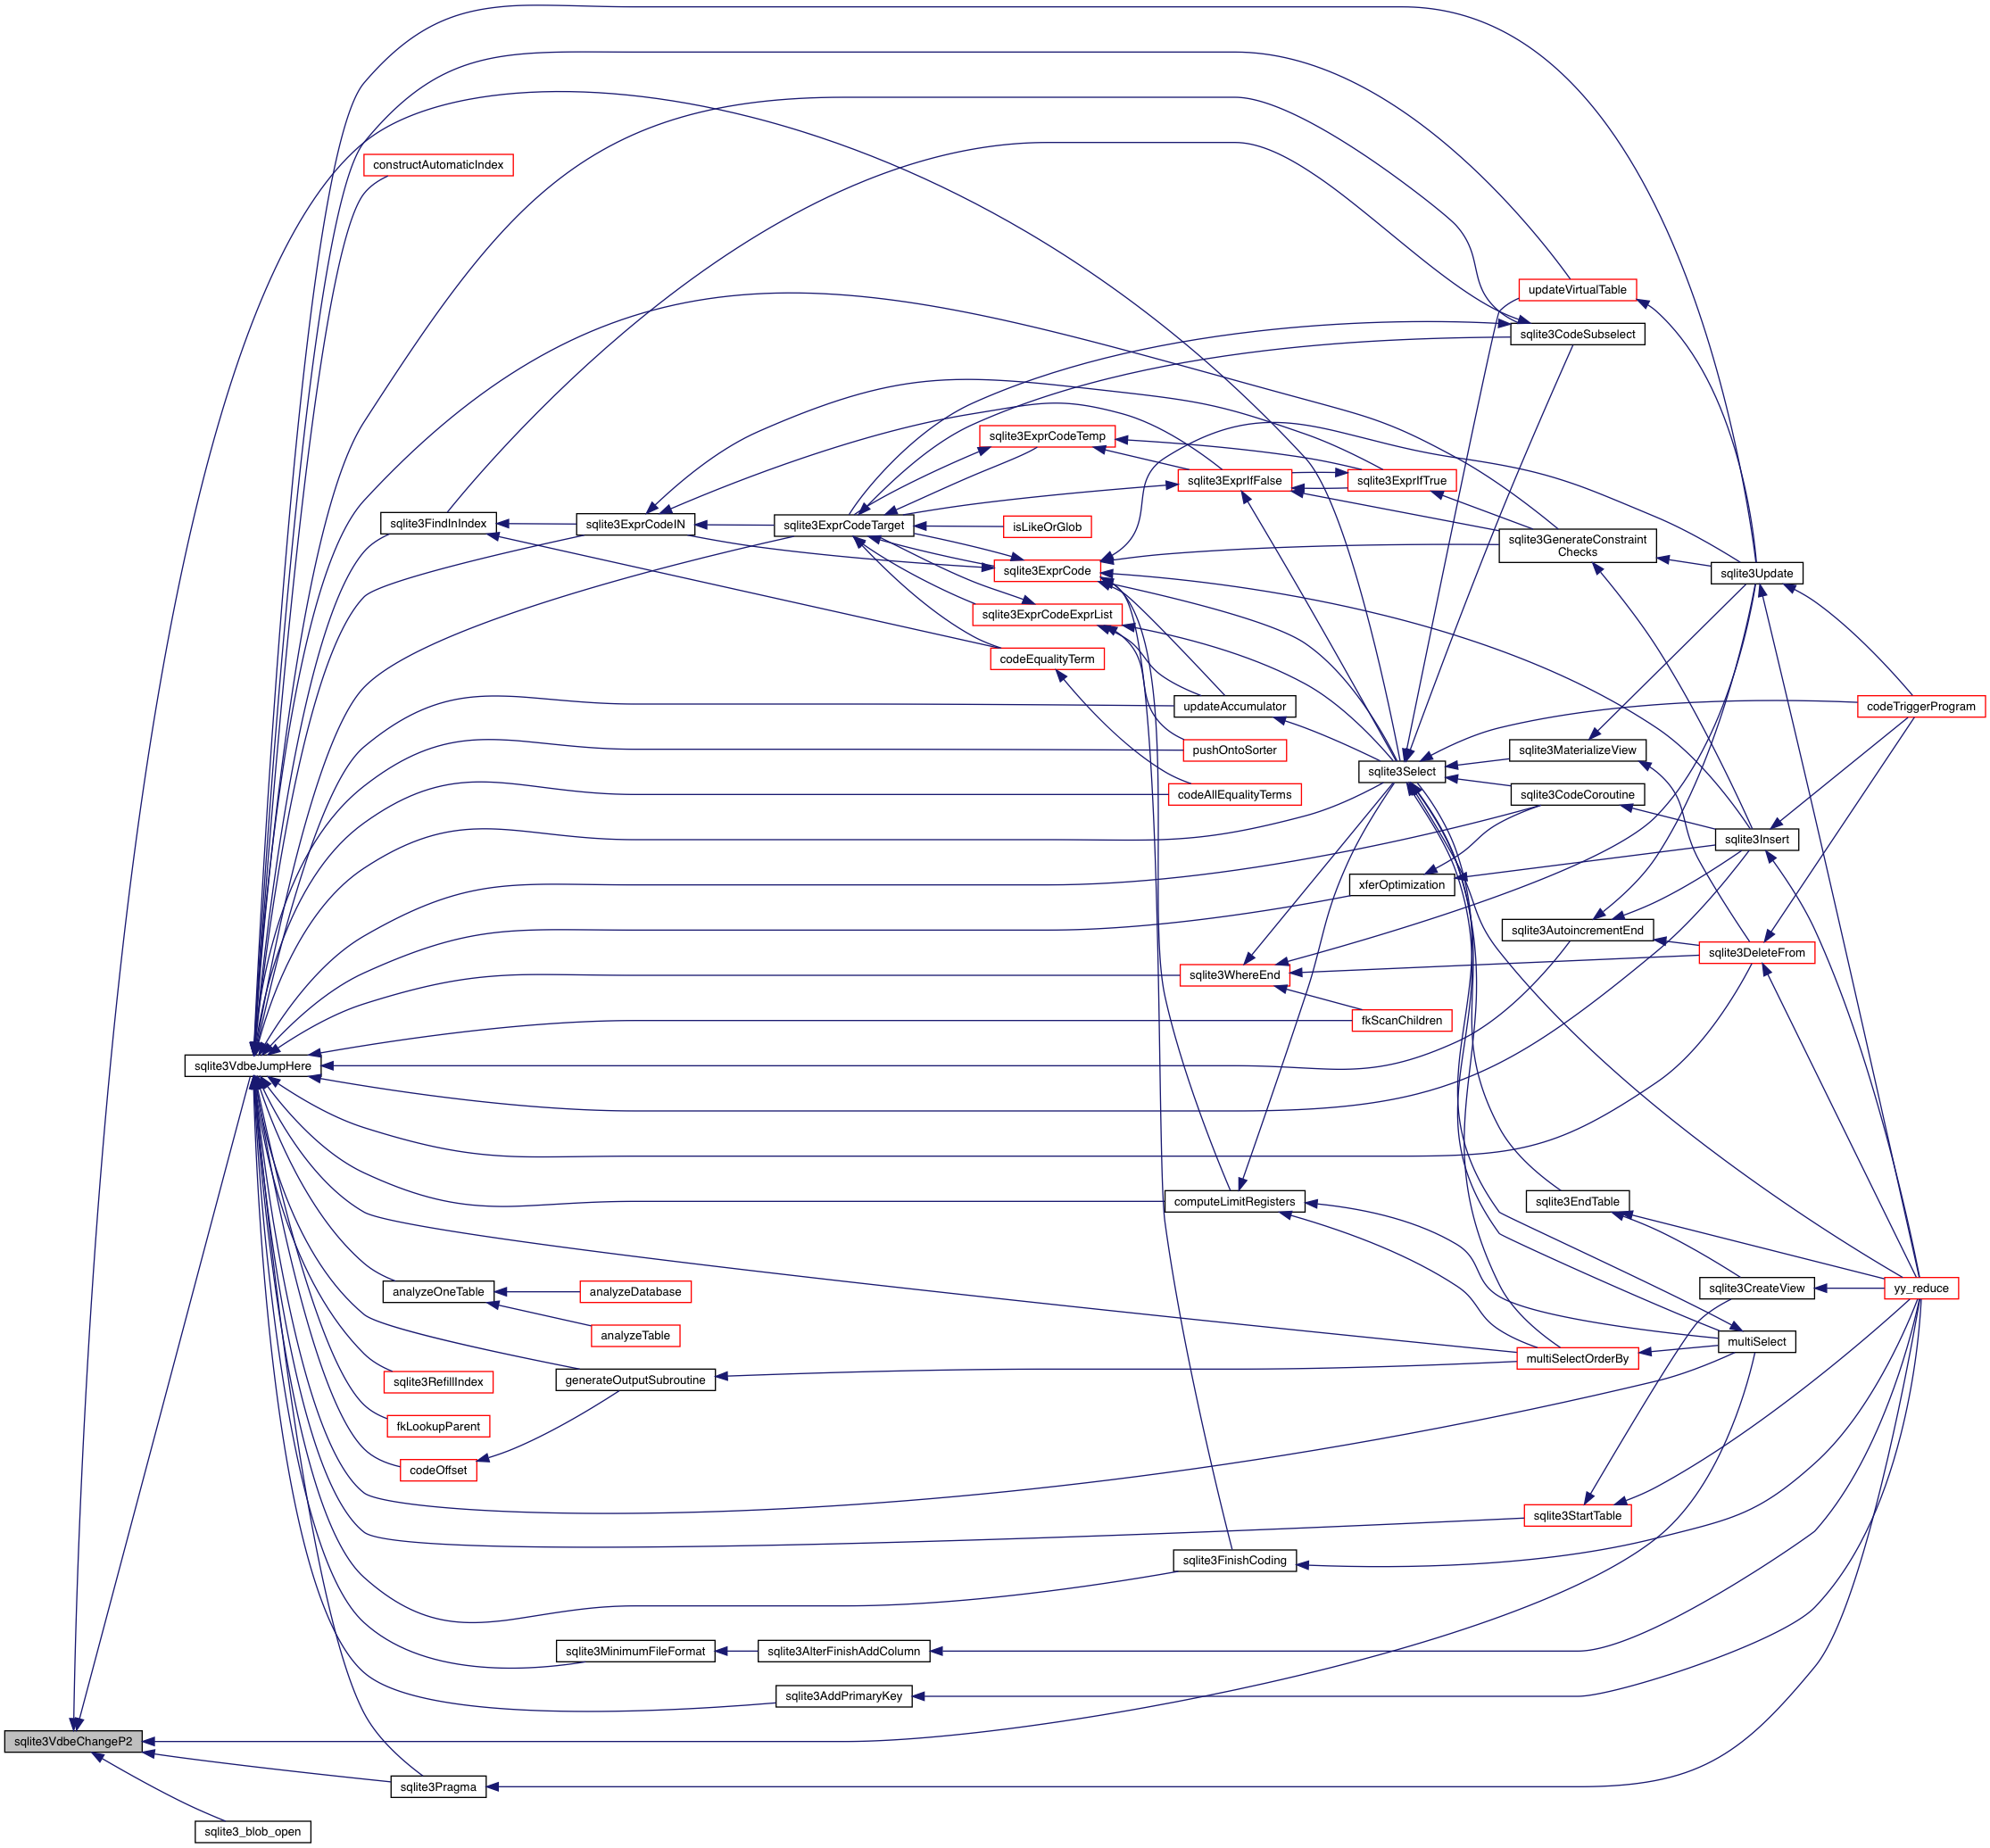 constructAutomaticIndex
updateVirtualTable
sqlite3CodeSubselect
sqlite3ExprCodeTemp
sqlite3ExprIfFalse
sqlite3ExprIfTrue
sqlite3FindInIndex
sqlite3ExprCodeIN
sqlite3ExprCodeTarget
isLikeOrGlob
sqlite3GenerateConstraint
Checks
sqlite3ExprCode
sqlite3Update
sqlite3ExprCodeExprList
codeEqualityTerm
updateAccumulator
codeTriggerProgram
pushOntoSorter
sqlite3MaterializeView
sqlite3Select
codeAllEqualityTerms
sqlite3CodeCoroutine
sqlite3Insert
xferOptimization
sqlite3AutoincrementEnd
sqlite3DeleteFrom
sqlite3WhereEnd
fkScanChildren
sqlite3VdbeJumpHere
computeLimitRegisters
sqlite3EndTable
analyzeOneTable
analyzeDatabase
sqlite3CreateView
yy_reduce
analyzeTable
multiSelect
multiSelectOrderBy
sqlite3RefillIndex
generateOutputSubroutine
fkLookupParent
codeOffset
sqlite3StartTable
sqlite3FinishCoding
sqlite3MinimumFileFormat
sqlite3AlterFinishAddColumn
sqlite3AddPrimaryKey
sqlite3VdbeChangeP2
sqlite3Pragma
sqlite3_blob_open